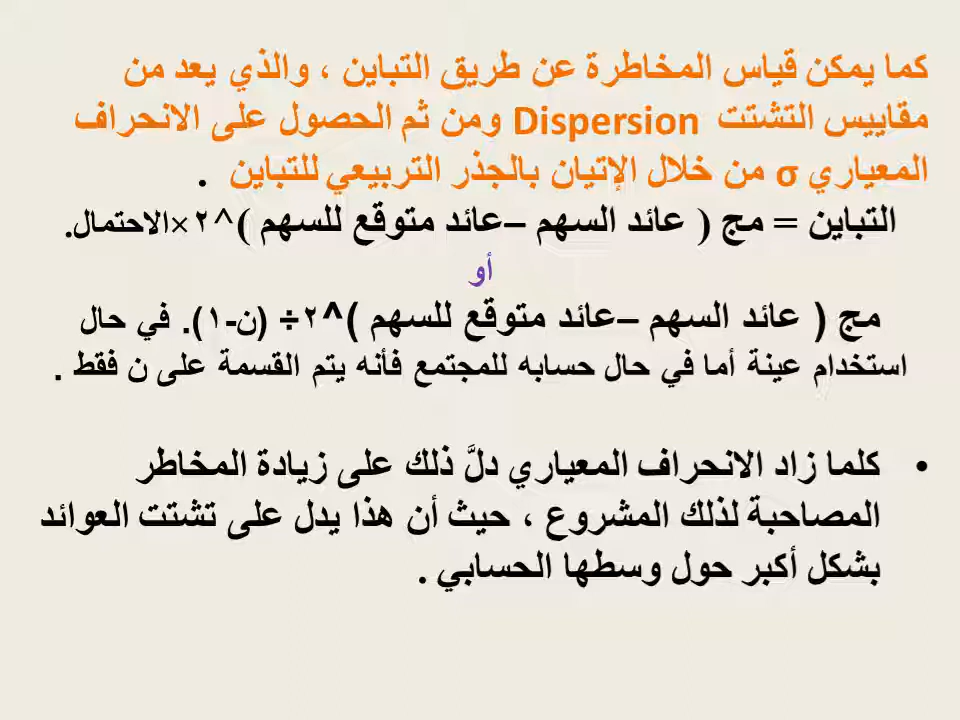 كما يمكن قياس المخاطرة عن طريق التباين ، والذي يعد من
مقاييس التشتت Dispersion ومن ثم الحصول على الانحراف
المعياري σ من خلال الإتيان بالجذر التربيعي للتباين .
التباين = مج ( عائد السهم –عائد متوقع للسهم )^٢×الاحتمال.
أو
مج ( عائد السهم –عائد متوقع للسهم )^٢÷ (ن-١). في حال
استخدام عينة أما في حال حسابه للمجتمع فأنه يتم القسمة على ن فقط .
• كلما زاد الانحراف المعياري دلَّ ذلك على زيادة المخاطر
المصاحبة لذلك المشروع ، حيث أن هذا يدل على تشتت العوائد
بشكل أكبر حول وسطها الحسابي .